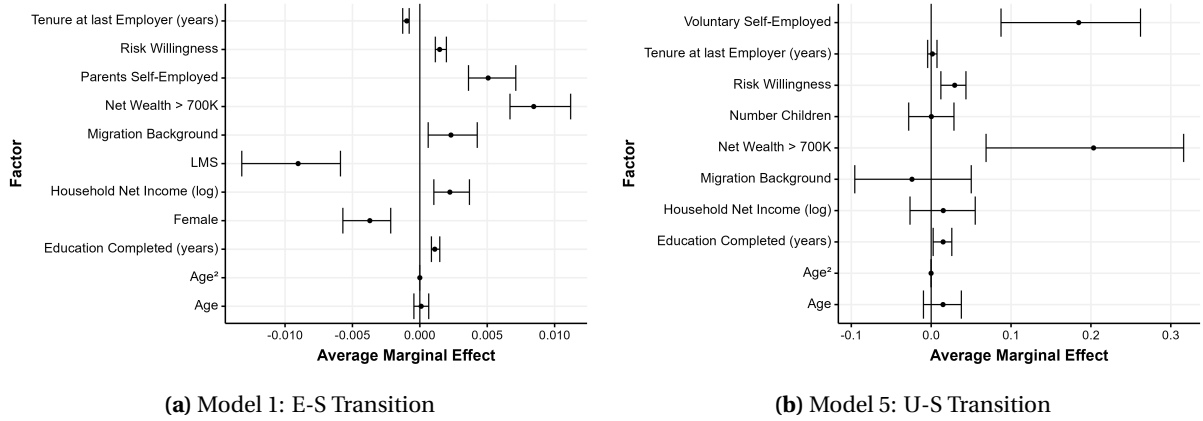 Factor
Tenure at last Employer (years)
Risk Willingness
Parents Self-Employed
Net Wealth > 700K
Migration Background
LMS
Household Net Income (log)
Female
Education Completed (years)
Age²
Age
-0.010 -0.005 0.000 0.005 0.010
Average Marginal Effect
(a) Model 1: E-S Transition
Factor
Voluntary Self-Employed
Tenure at last Employer (years)
Risk Willingness
Number Children
Net Wealth > 700K
Migration Background
Household Net Income (log)
Education Completed (years)
Age²
Age
-0.1 0.0 0.1 0.2 0.3
Average Marginal Effect
(b) Model 5: U-S Transition